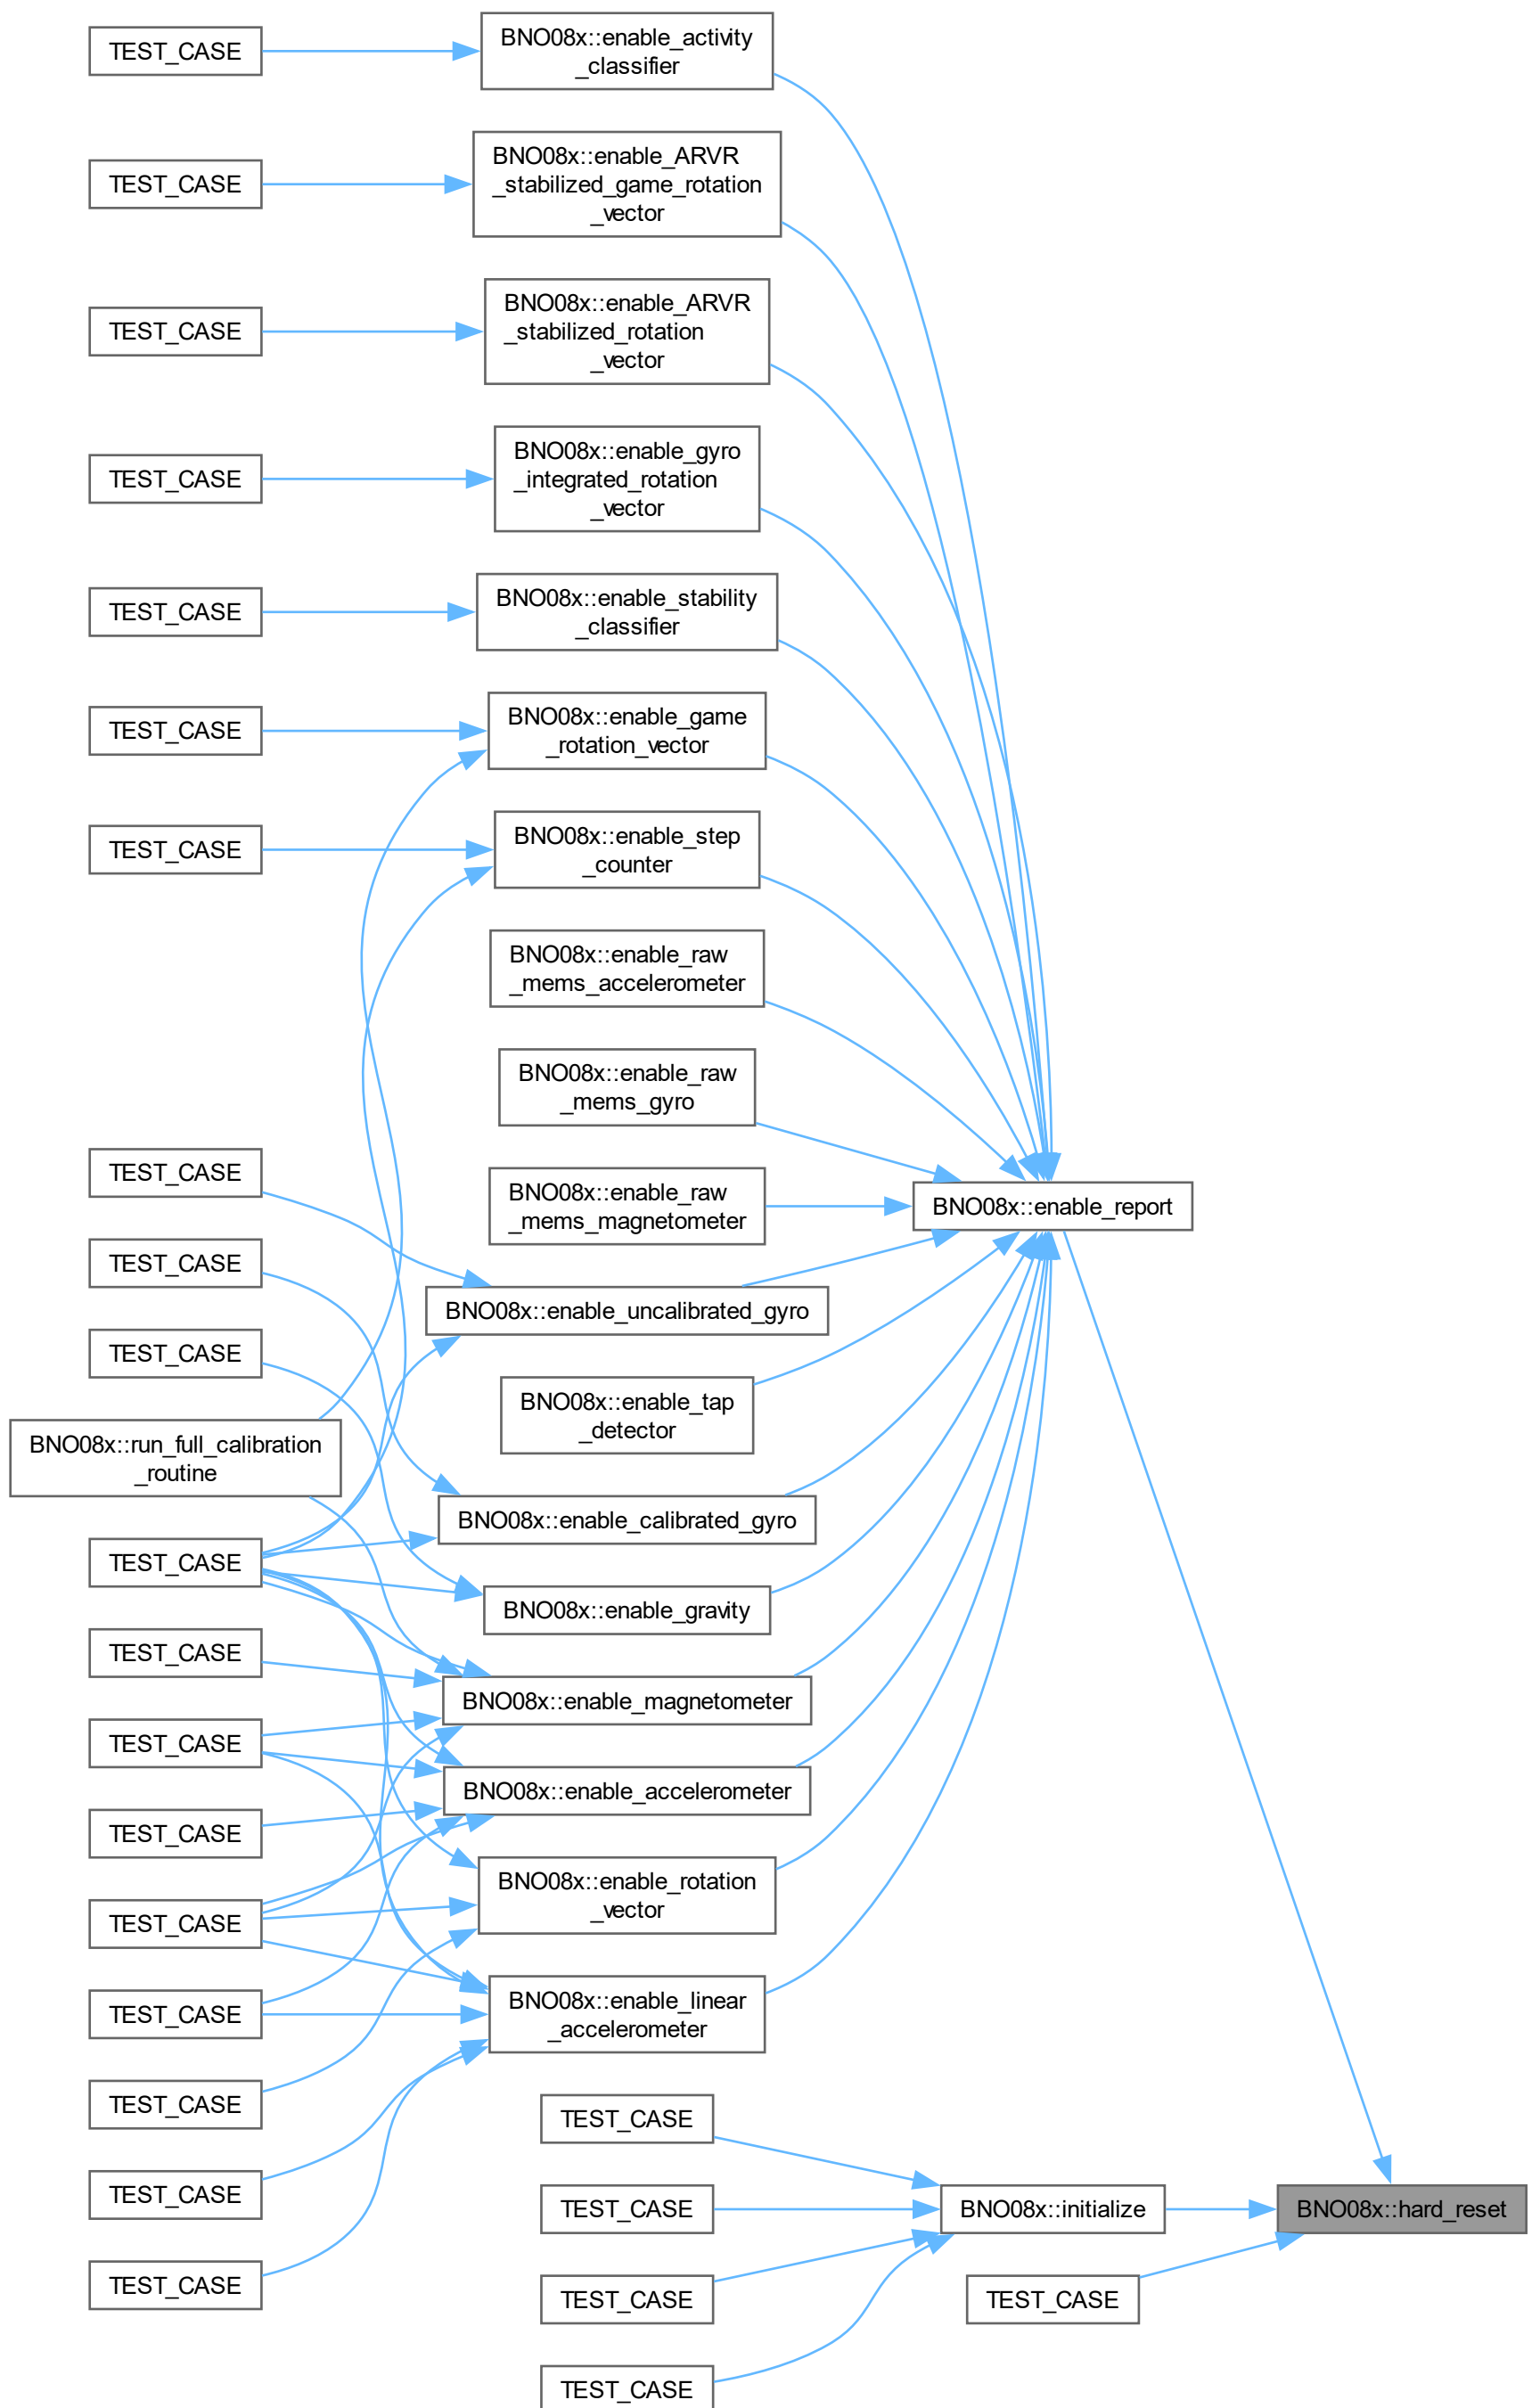 TEST_CASE
BNO08x::enable_activity
_classifier
TEST_CASE
BNO08x::enable_ARVR
_stabilized_game_rotation
_vector
TEST_CASE
BNO08x::enable_ARVR
_stabilized_rotation
_vector
TEST_CASE
BNO08x::enable_gyro
_integrated_rotation
_vector
TEST_CASE
BNO08x::enable_stability
_classifier
TEST_CASE
BNO08x::enable_game
_rotation_vector
TEST_CASE
BNO08x::enable_step
_counter
BNO08x::enable_raw
_mems_accelerometer
BNO08x::enable_raw
_mems_gyro
TEST_CASE
BNO08x::enable_raw
_mems_magnetometer
BNO08x::enable_report
TEST_CASE
BNO08x::enable_uncalibrated_gyro
TEST_CASE
BNO08x::enable_tap
_detector
BNO08x::run_full_calibration
_routine
BNO08x::enable_calibrated_gyro
TEST_CASE
BNO08x::enable_gravity
TEST_CASE
BNO08x::enable_magnetometer
TEST_CASE
BNO08x::enable_accelerometer
TEST_CASE
BNO08x::enable_rotation
_vector
TEST_CASE
BNO08x::enable_linear
_accelerometer
TEST_CASE
TEST_CASE
TEST_CASE
TEST_CASE
TEST_CASE
BNO08x::initialize
BNO08x::hard_reset
TEST_CASE
TEST_CASE
TEST_CASE
TEST_CASE